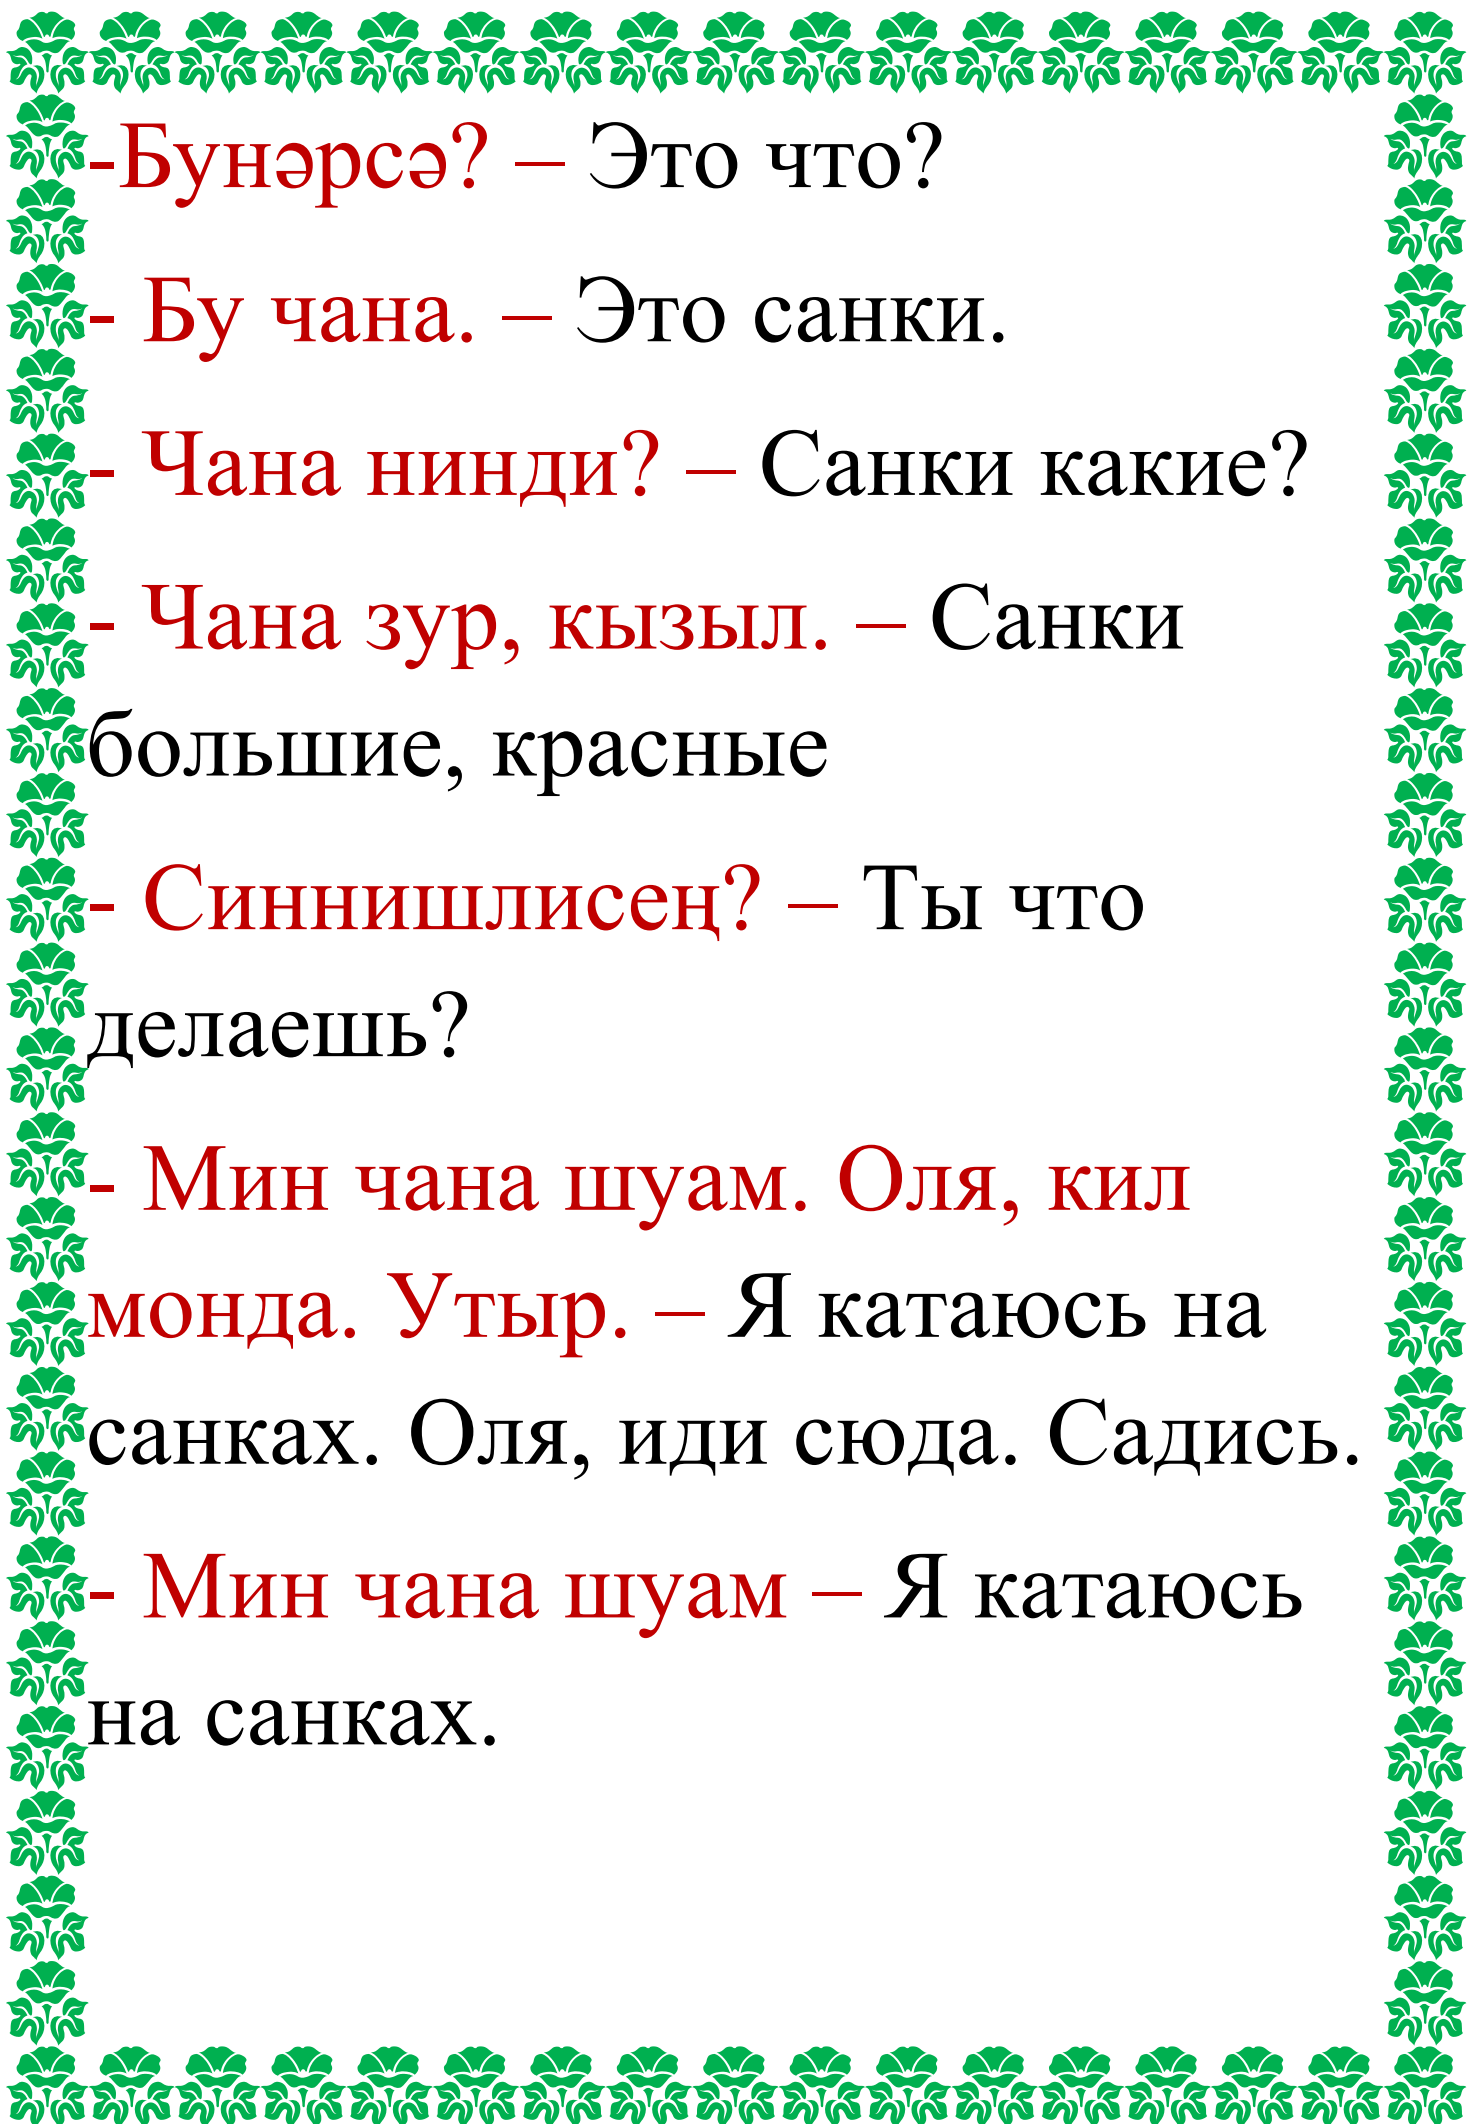 -Бунәрсә? – Это что?
- Бу чана. – Это санки.
- Чана нинди? – Санки какие?
- Чана зур, кызыл. – Санки
большие, красные
- Синнишлисең? – Ты что
делаешь?
- Мин чана шуам. Оля, кил
монда. Утыр. – Я катаюсь на
санках. Оля, иди сюда. Садись.
- Мин чана шуам – Я катаюсь
на санках.